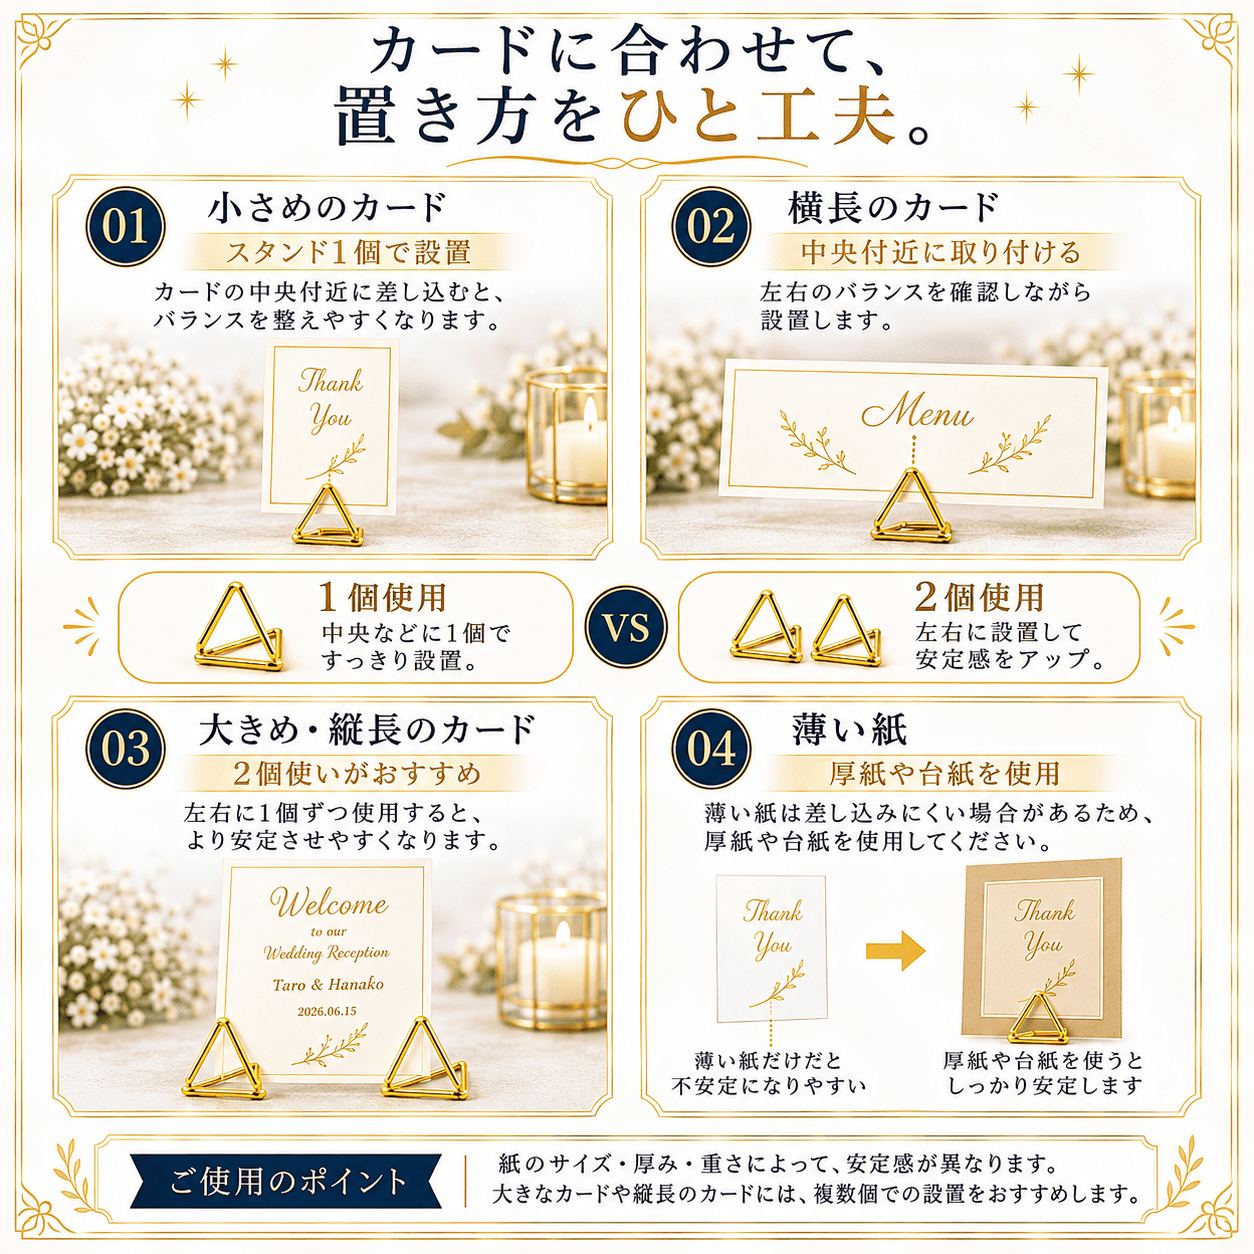 カードに合わせて、
置き方をひと工夫。
01
小さめのカード
スタンド1個で設置
カードの中央付近に差し込むと、
バランスを整えやすくなります。
Thank
You
02
横長のカード
中央付近に取り付ける
左右のバランスを確認しながら
設置します。
Menu
1個使用
中央などに1個で
すっきり設置。
VS
2個使用
左右に設置して
安定感をアップ。
03
大きめ・縦長のカード
2個使いがおすすめ
左右に1個ずつ使用すると、
より安定させやすくなります。
Welcome
to our
Wedding Reception
Taro & Hanako
2026.06.15
04
薄い紙
厚紙や台紙を使用
薄い紙は差し込みにくい場合があるため、
厚紙や台紙を使用してください。
Thank
You
薄い紙だけだと
不安定になりやすい
Thank
You
厚紙や台紙を使うと
しっかり安定します
ご使用のポイント
紙のサイズ・厚み・重さによって、安定感が異なります。
大きなカードや縦長のカードには、複数個での設置をおすすめします。